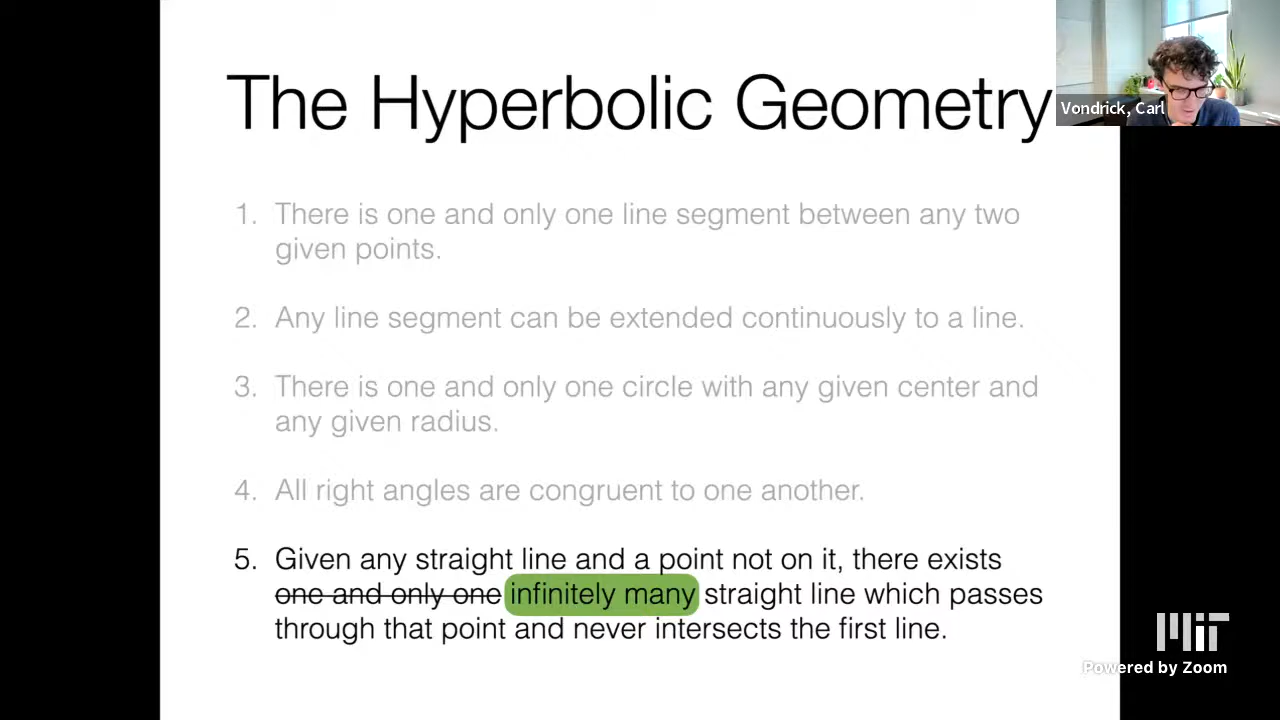 The Hyperbolic Geometry
Vondrick, Carl
1. There is one and only one line segment between any two
given points.
2. Any line segment can be extended continuously to a line.
3. There is one and only one circle with any given center and
any given radius.
4. All right angles are congruent to one another.
5. Given any straight line and a point not on it, there exists
one and only one infinitely many straight line which passes
through that point and never intersects the first line.
MIT
Powered by Zoom